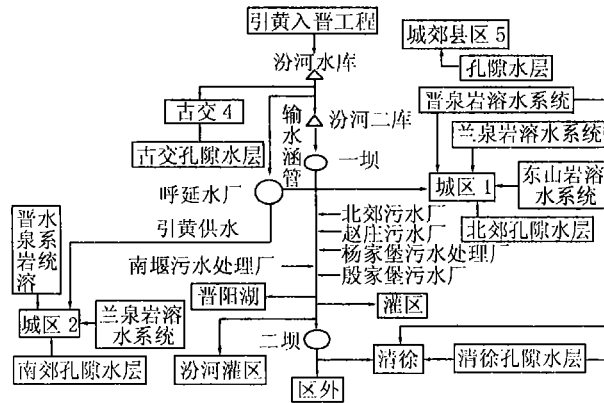 引黄入晋工程
城郊县区5
孔隙水层
汾河水库
晋泉岩溶水系统
古交4
输水涵管
汾河二库
兰泉岩溶水系统
古交孔隙水层
一坝
呼延水厂
城区1
东山岩溶
水系统
引黄供水
北郊污水厂
北郊孔隙水层
赵庄污水厂
杨家堡污水处理厂
殷家堡污水厂
晋泉岩溶
水系统
南堰污水处理厂
晋阳湖
灌区
城区2
兰泉岩溶
水系统
二坝
南郊孔隙水层
汾河灌区
区外
清徐
清徐孔隙水层